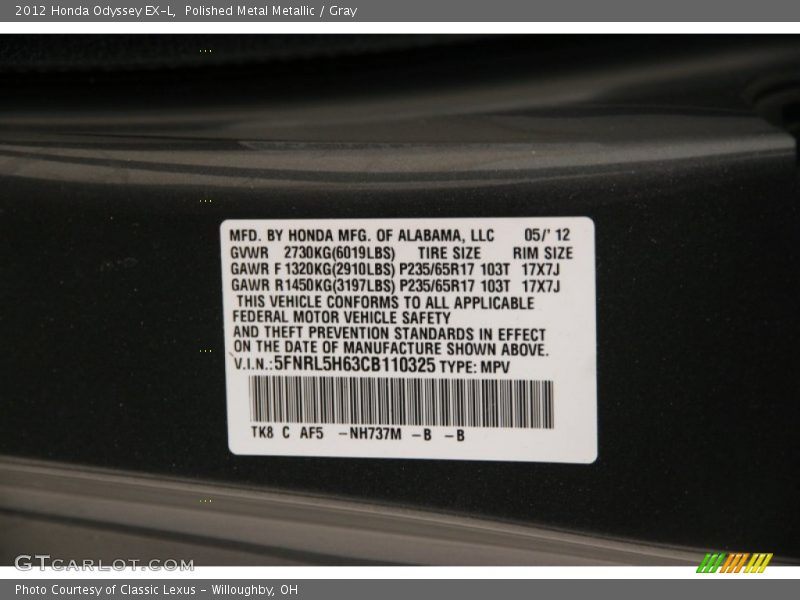 2012 Honda Odyssey EX-L, Polished Metal Metallic / Gray
MFD. BY HONDA MFG. OF ALABAMA, LLC 05/' 12
GVWR 2730KG(6019LBS) TIRE SIZE RIM SIZE
GAWR F 1320KG(2910LBS) P235/65R17 103T 17X7J
GAWR R1450KG(3197LBS) P235/65R17 103T 17X7J
THIS VEHICLE CONFORMS TO ALL APPLICABLE
FEDERAL MOTOR VEHICLE SAFETY
AND THEFT PREVENTION STANDARDS IN EFFECT
ON THE DATE OF MANUFACTURE SHOWN ABOVE.
V.I.N.:5FNRL5H63CB110325 TYPE: MPV
TK8 C AF5 -NH737M -B -B
GTCARLOT.COM
Photo Courtesy of Classic Lexus - Willoughby, OH